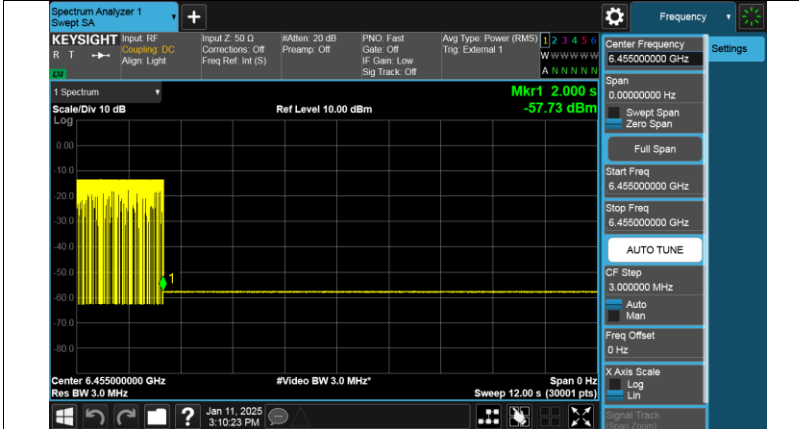 Spectrum Analyzer 1
Swept SA
+
Frequency
KEYSIGHT
R T
Input: RF
Coupling: DC
Align: Light
Input Z: 50 Ω
Corrections: Off
Freq Ref: Int (S)
#Atten: 20 dB
Preamp: Off
PNO: Fast
Gate: Off
IF Gain: Low
Sig Track: Off
Avg Type: Power (RMS)
Trig: External 1
1 2 3 4 5 6
W W W W W W
A N N N N N
1 Spectrum
Mkr1 2.000 s
-57.73 dBm
Scale/Div 10 dB
Ref Level 10.00 dBm
Log
0.00
-10.0
-20.0
-30.0
-40.0
-50.0
-60.0
-70.0
-80.0
1
Center 6.455000000 GHz
#Video BW 3.0 MHz*
Span 0 Hz
Res BW 3.0 MHz
Sweep 12.00 s (30001 pts)
Jan 11, 2025
3:10:23 PM
?
Center Frequency
6.455000000 GHz
Settings
Span
0.00000000 Hz
Swept Span
Zero Span
Full Span
Start Freq
6.455000000 GHz
Stop Freq
6.455000000 GHz
AUTO TUNE
CF Step
3.000000 MHz
Auto
Man
Freq Offset
0 Hz
X Axis Scale
Log
Lin
Signal Track
(Span Zoom)